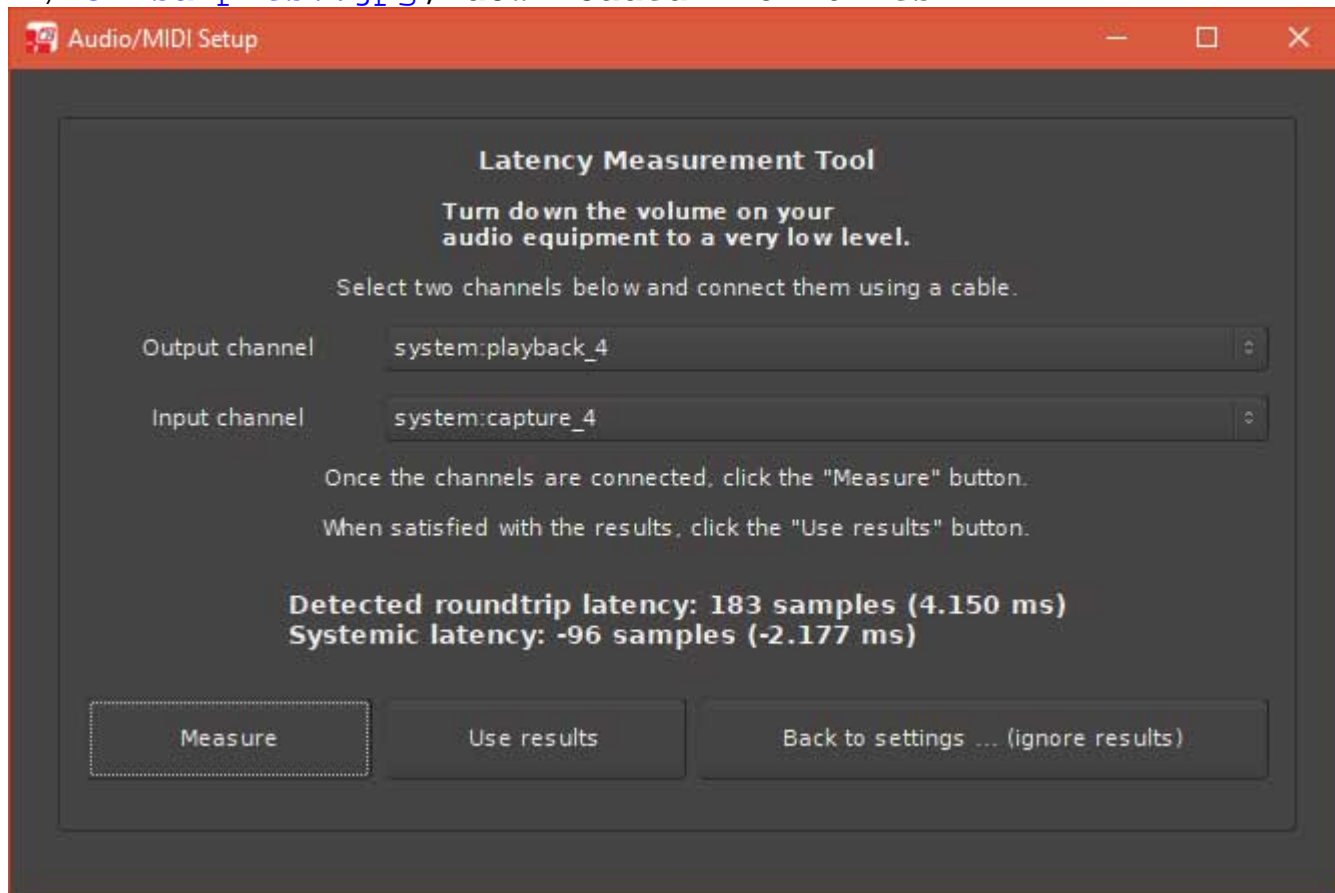 Audio/MIDI Setup
Latency Measurement Tool
Turn down the volume on your
audio equipment to a very low level.
Select two channels below and connect them using a cable.
Output channel system:playback_4
Input channel system:capture_4
Once the channels are connected, click the "Measure" button.
When satisfied with the results, click the "Use results" button.
Detected roundtrip latency: 183 samples (4.150 ms)
Systemic latency: -96 samples (-2.177 ms)
Measure Use results Back to settings ... (ignore results)